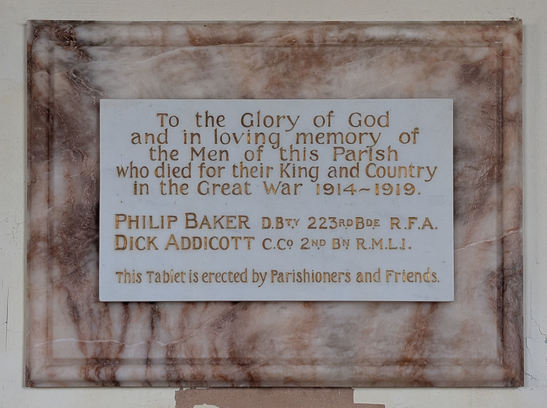 To the Glory of God
and in loving memory of
the Men of this Parish
who died for their King and Country
in the Great War 1914~1919.
PHILIP BAKER D.BTY 223RD BDE R.F.A.
DICK ADDICOTT C.CO 2ND BN R.M.L.I.
This Tablet is erected by Parishioners and Friends.